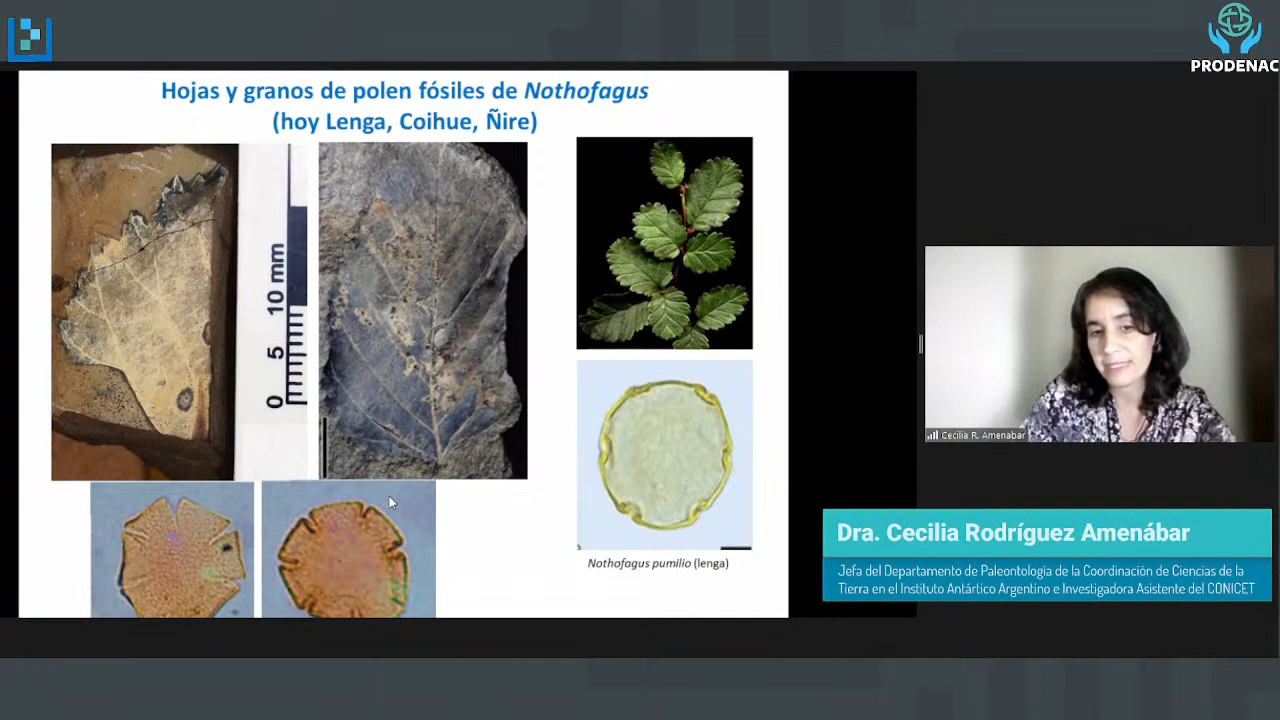 PRODENAC
Hojas y granos de polen fósiles de Nothofagus
(hoy Lenga, Coihue, Ñire)
0 5 10 mm
Nothofagus pumilio (lenga)
Cecilia R. Amenabar
Dra. Cecilia Rodríguez Amenábar
Jefa del Departamento de Paleontología de la Coordinación de Ciencias de la
Tierra en el Instituto Antártico Argentino e Investigadora Asistente del CONICET